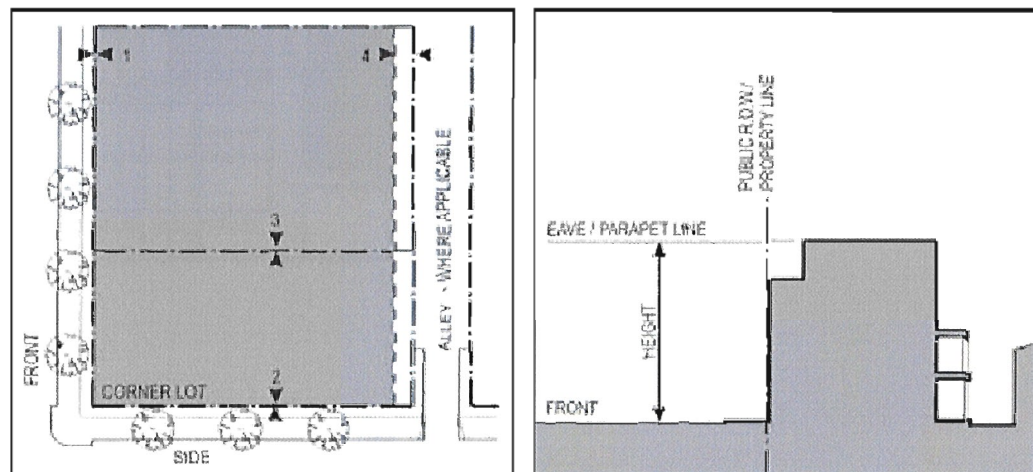 1
4
3
2
FRONT
CORNER LOT
SIDE
ALLEY - WHERE APPLICABLE
PUBLIC R.O.W./
PROPERTY LINE
EAVE / PARAPET LINE
HEIGHT
FRONT